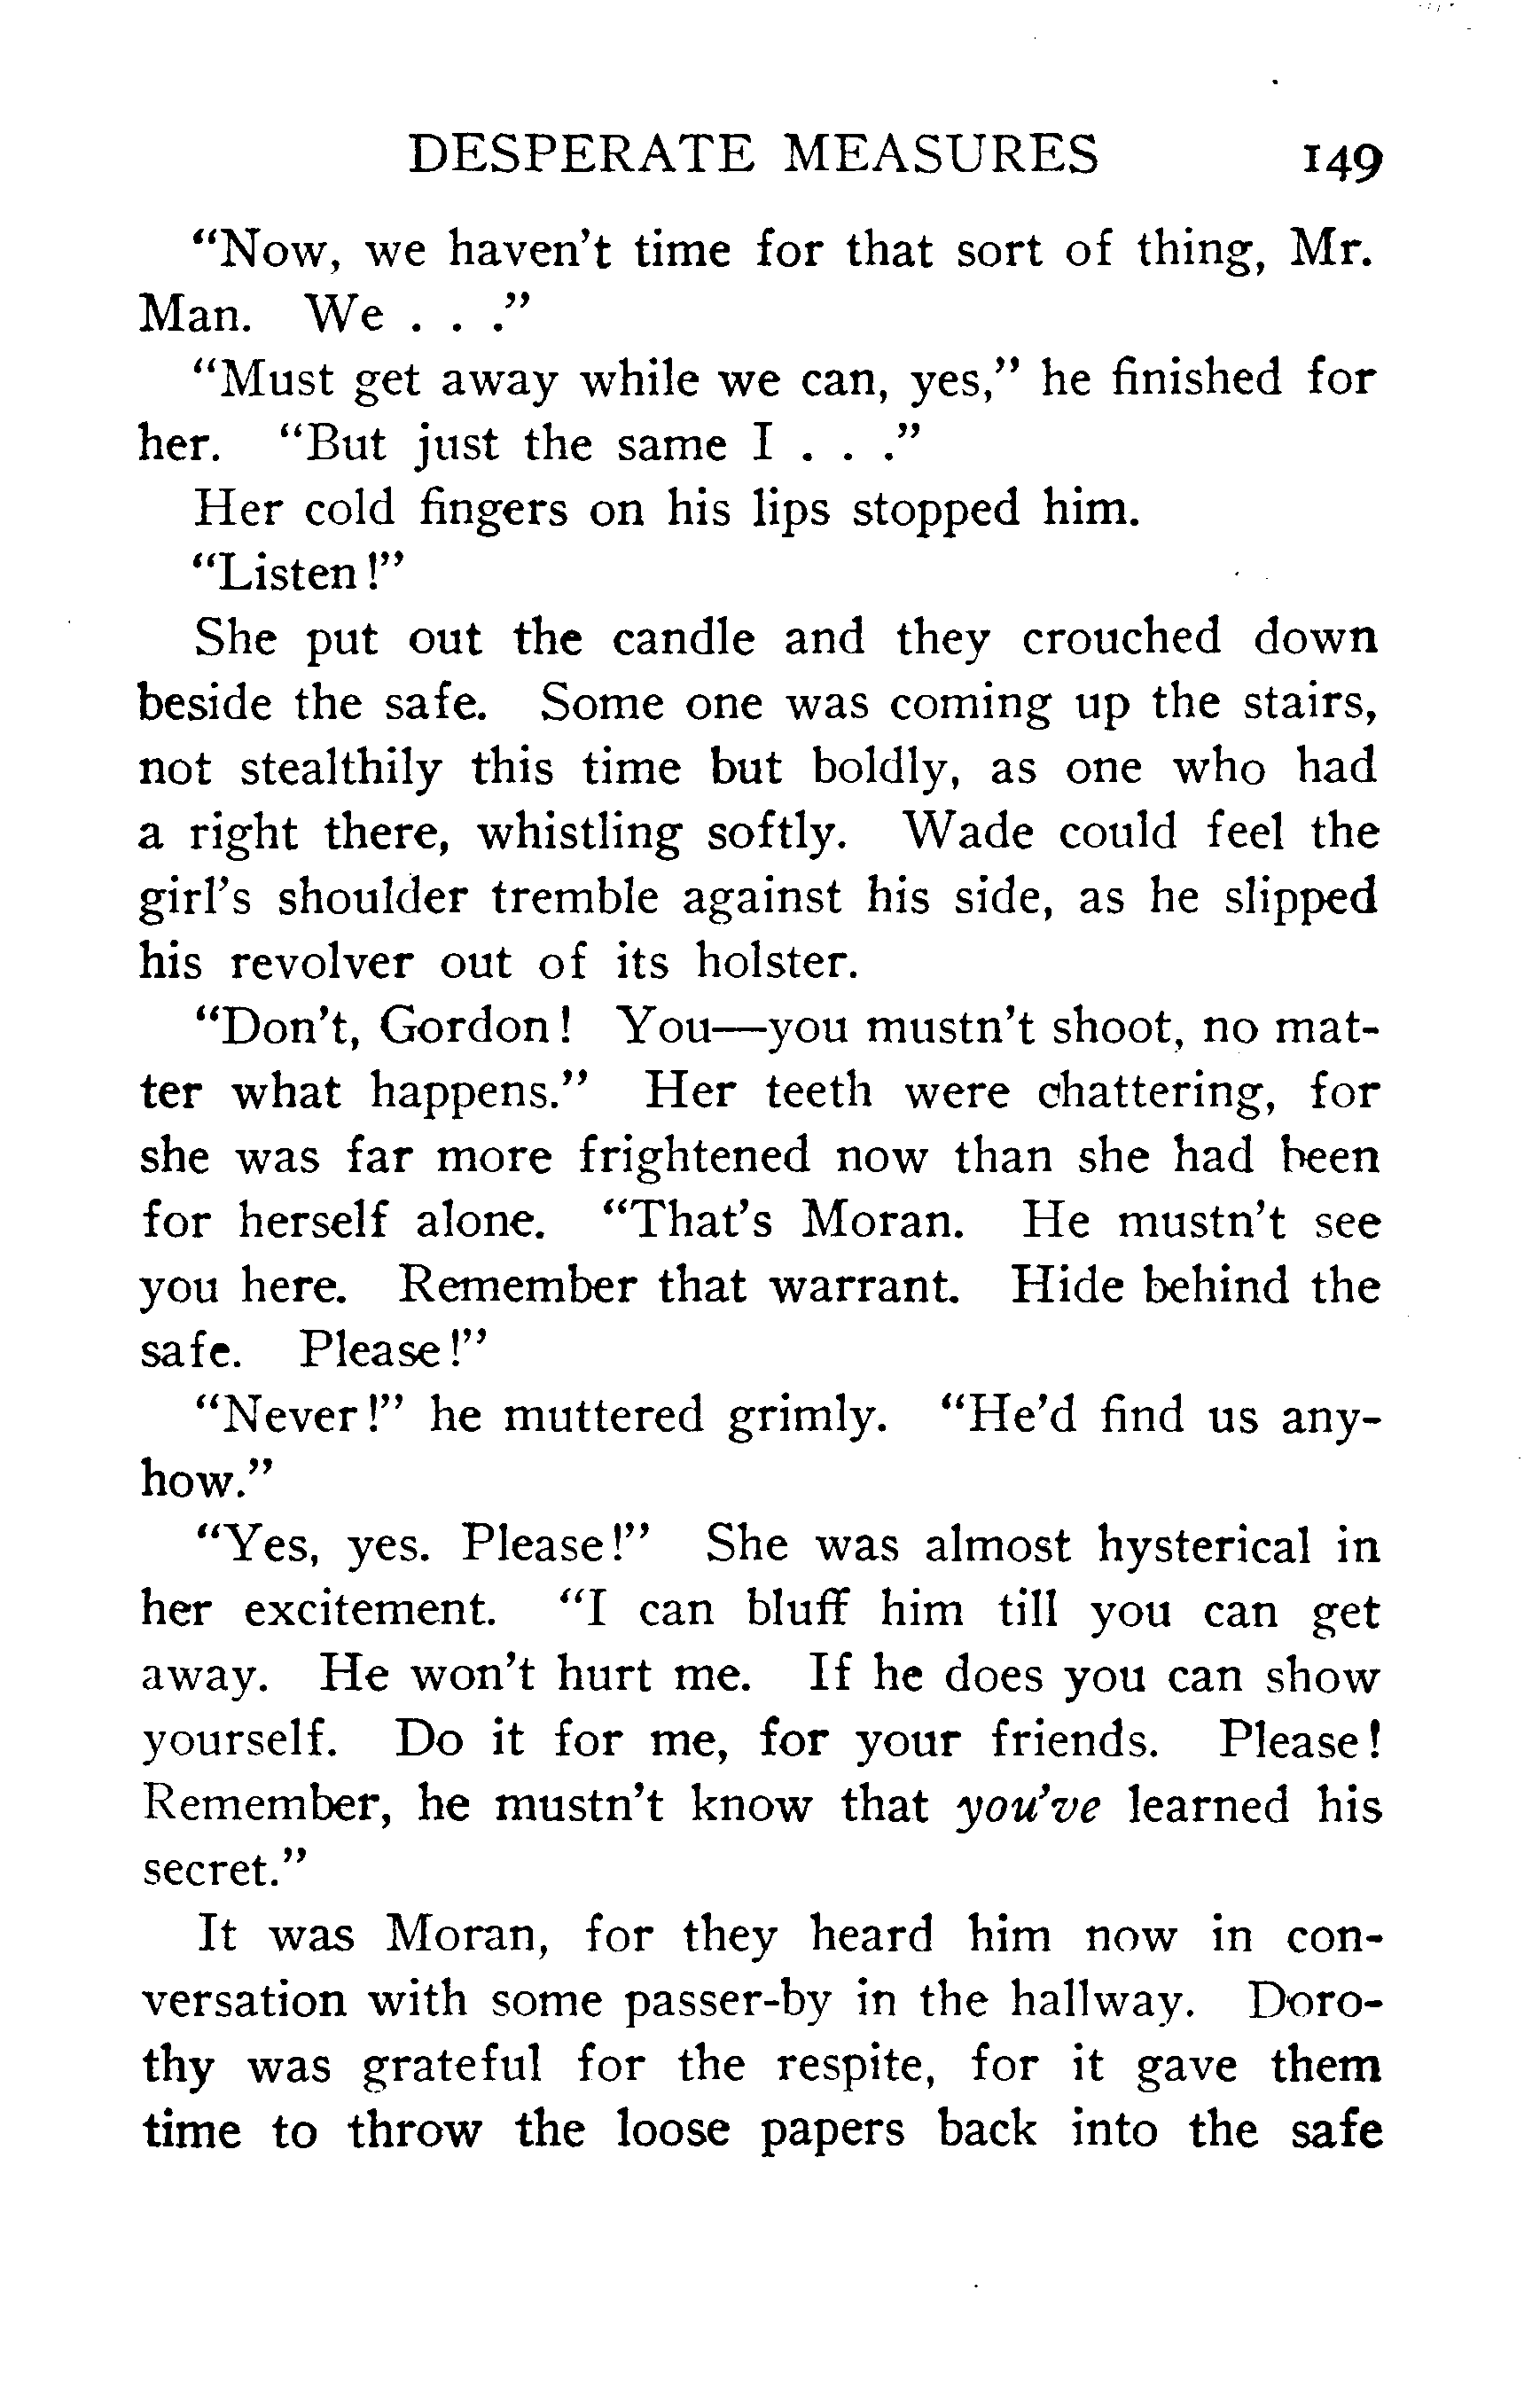 DESPERATE MEASURES 149
"Now, we haven't time for that sort of thing, Mr.
Man. We . . ."
"Must get away while we can, yes," he finished for
her. "But just the same I . . ."
Her cold fingers on his lips stopped him.
"Listen!"
She put out the candle and they crouched down
beside the safe. Some one was coming up the stairs,
not stealthily this time but boldly, as one who had
a right there, whistling softly. Wade could feel the
girl's shoulder tremble against his side, as he slipped
his revolver out of its holster.
"Don't, Gordon! You—you mustn't shoot, no mat-
ter what happens." Her teeth were chattering, for
she was far more frightened now than she had been
for herself alone. "That's Moran. He mustn't see
you here. Remember that warrant. Hide behind the
safe. Please!"
"Never!" he muttered grimly. "He'd find us any-
how."
"Yes, yes. Please!" She was almost hysterical in
her excitement. "I can bluff him till you can get
away. He won't hurt me. If he does you can show
yourself. Do it for me, for your friends. Please!
Remember, he mustn't know that you've learned his
secret."
It was Moran, for they heard him now in con-
versation with some passer-by in the hallway. Doro-
thy was grateful for the respite, for it gave them
time to throw the loose papers back into the safe